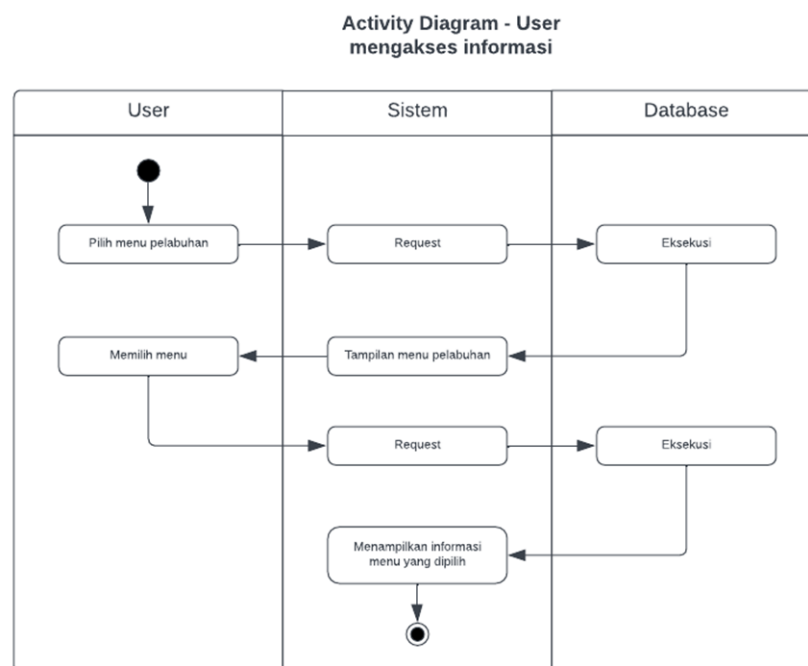 Activity Diagram - User
mengakses informasi
User
Sistem
Database
Pilih menu pelabuhan
Request
Eksekusi
Memilih menu
Tampilan menu pelabuhan
Request
Eksekusi
Menampilkan informasi
menu yang dipilih